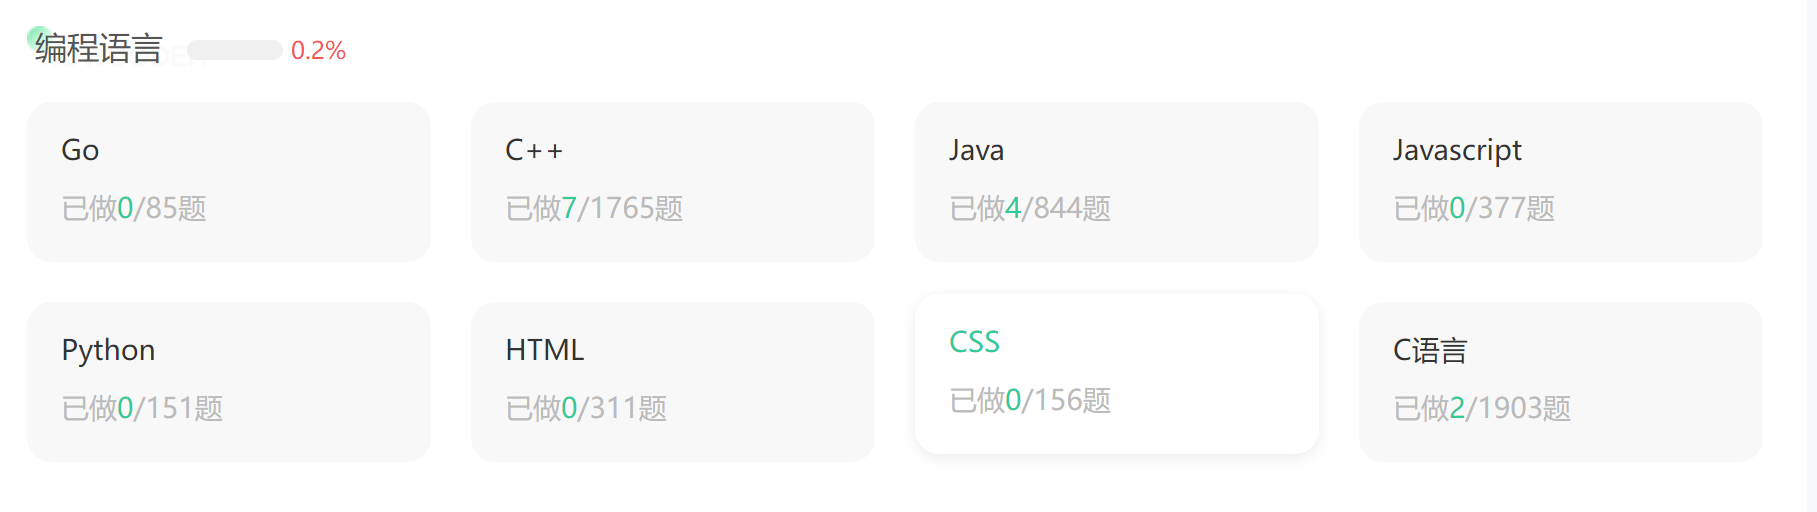 编程语言 0.2%
Go
已做0/85题
C++
已做7/1765题
Java
已做4/844题
Javascript
已做0/377题
Python
已做0/151题
HTML
已做0/311题
CSS
已做0/156题
C语言
已做2/1903题